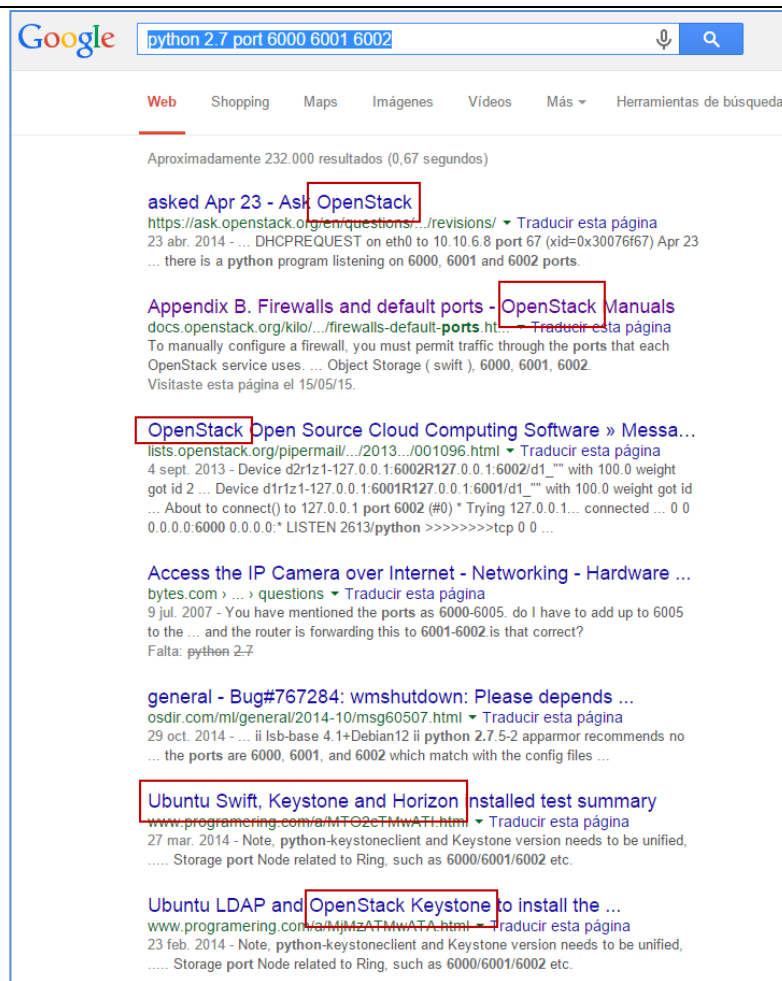 Google python 2.7 port 6000 6001 6002
Web Shopping Maps Imágenes Vídeos Más Herramientas de búsqueda
Aproximadamente 232.000 resultados (0,67 segundos)
asked Apr 23 - Ask OpenStack
https://ask.openstack.org/en/questions/.../revisions/ Traducir esta página
23 abr. 2014 - ... DHCPREQUEST on eth0 to 10.10.6.8 port 67 (xid=0x30076f67) Apr 23
... there is a python program listening on 6000, 6001 and 6002 ports.
Appendix B. Firewalls and default ports - OpenStack Manuals
docs.openstack.org/kilo/.../firewalls-default-ports.ht... Traducir esta página
To manually configure a firewall, you must permit traffic through the ports that each
OpenStack service uses. ... Object Storage ( swift ), 6000, 6001, 6002.
Visitaste esta página el 15/05/15.
OpenStack Open Source Cloud Computing Software » Messa...
lists.openstack.org/pipermail/.../2013.../001096.html Traducir esta página
4 sept. 2013 - Device d2r1z1-127.0.0.1:6002R127.0.0.1:6002/d1_"" with 100.0 weight
got id 2 ... Device d1r1z1-127.0.0.1:6001R127.0.0.1:6001/d1_"" with 100.0 weight got id
... About to connect() to 127.0.0.1 port 6002 (#0) * Trying 127.0.0.1... connected ... 0 0
0.0.0.0:6000 0.0.0.0:* LISTEN 2613/python >>>>>>>>tcp 0 0 ...
Access the IP Camera over Internet - Networking - Hardware ...
bytes.com › ... › questions Traducir esta página
9 jul. 2007 - You have mentioned the ports as 6000-6005. do I have to add up to 6005
to the ... and the router is forwarding this to 6001-6002.is that correct?
Falta: python 2.7
general - Bug#767284: wmshutdown: Please depends ...
osdir.com/ml/general/2014-10/msg60507.html Traducir esta página
29 oct. 2014 - ... ii lsb-base 4.1+Debian12 ii python 2.7.5-2 apparmor recommends no
... the ports are 6000, 6001, and 6002 which match with the config files ...
Ubuntu Swift, Keystone and Horizon installed test summary
www.programering.com/a/MTO2cTMwATI.html Traducir esta página
27 mar. 2014 - Note, python-keystoneclient and Keystone version needs to be unified,
..... Storage port Node related to Ring, such as 6000/6001/6002 etc.
Ubuntu LDAP and OpenStack Keystone to install the ...
www.programering.com/a/MjMzATMwATA.html Traducir esta página
23 feb. 2014 - Note, python-keystoneclient and Keystone version needs to be unified,
..... Storage port Node related to Ring, such as 6000/6001/6002 etc.